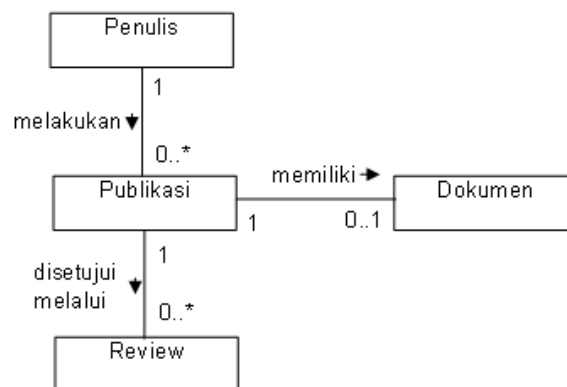 Penulis
1
melakukan
0..*
Publikasi
memiliki
Dokumen
1
0..1
1
disetujui
melalui
0..*
Review